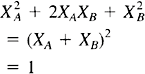 X_A^2 + 2X_AX_B + X_B^2
= (X_A + X_B)^2
= 1